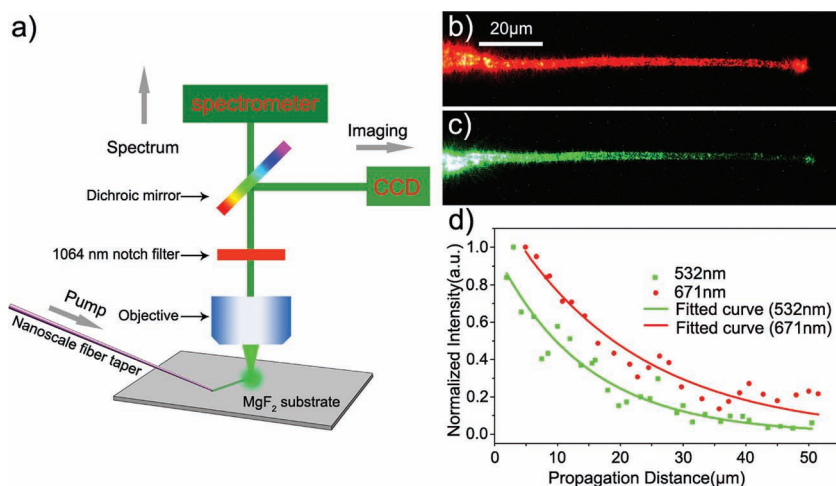 a)
spectrometer
Spectrum
Imaging
Dichroic mirror
CCD
1064 nm notch filter
Pump
Objective
Nanoscale fiber taper
MgF₂ substrate
b)
20μm
c)
d)
Normalized Intensity(a.u.)
1.0
0.8
0.6
0.4
0.2
0.0
532nm
671nm
Fitted curve (532nm)
Fitted curve (671nm)
0 10 20 30 40 50
Propagation Distance(μm)